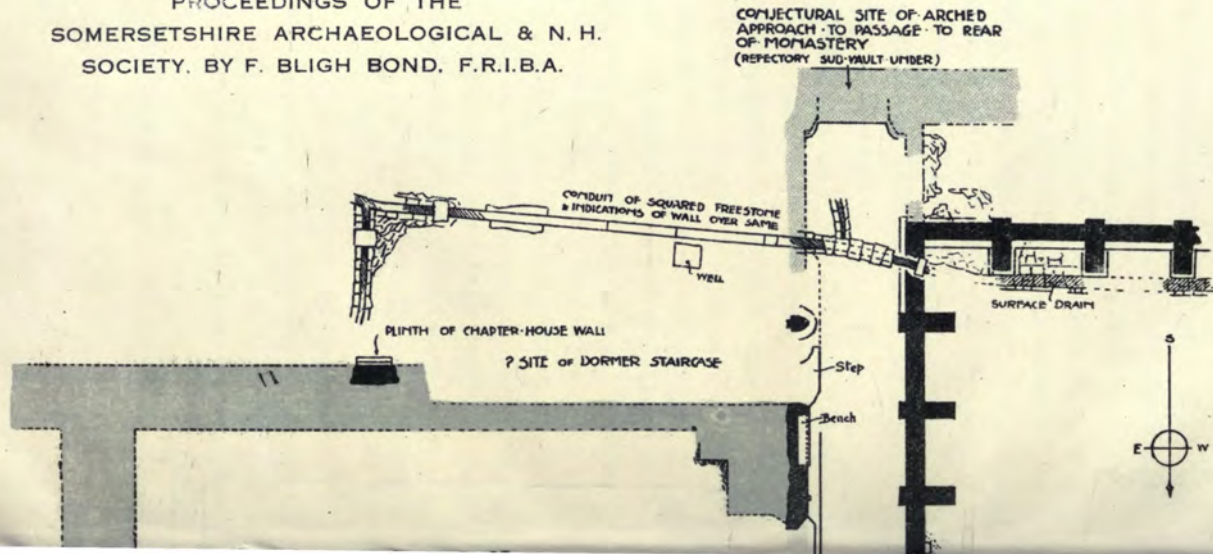 PROCEEDINGS OF THE
SOMERSETSHIRE ARCHAEOLOGICAL & N. H.
SOCIETY. BY F. BLIGH BOND. F.R.I.B.A.
CONJECTURAL SITE OF ARCHED
APPROACH · TO PASSAGE · TO REAR
OF · MONASTERY
(REFECTORY SUB-VAULT · UNDER)
CONDUIT OF SQUARED FREESTONE
& INDICATIONS OF WALL OVER SAME
WELL
SURFACE DRAIN
PLINTH OF CHAPTER-HOUSE WALL
? SITE OF DORMER STAIRCASE
Step
Bench
S
E
W